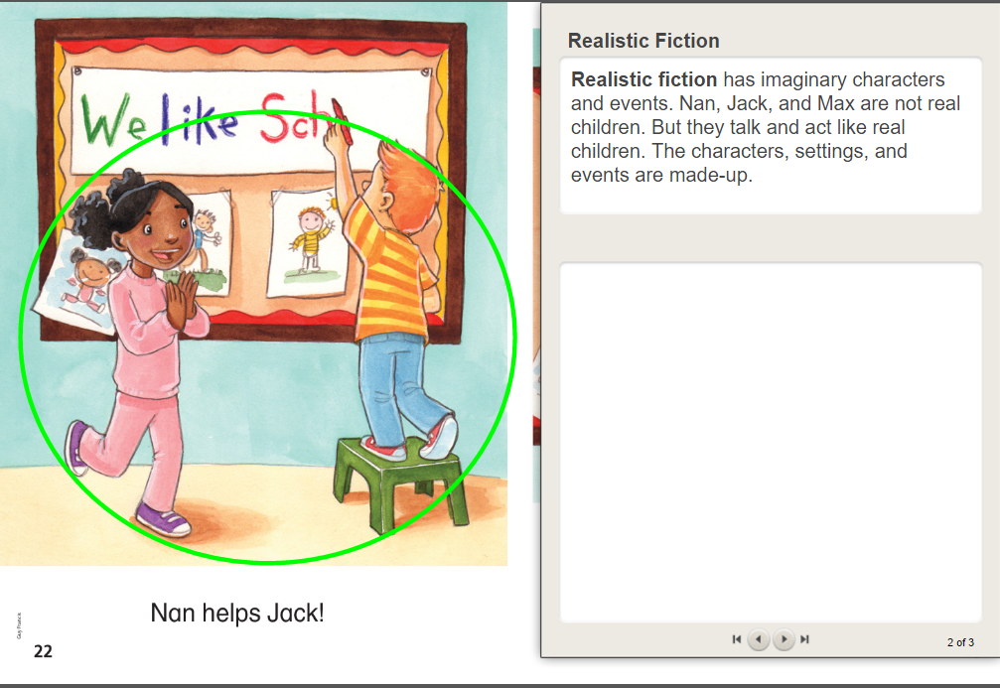 We like Sch
Nan helps Jack!
Guy Francis
22
Realistic Fiction
Realistic fiction has imaginary characters
and events. Nan, Jack, and Max are not real
children. But they talk and act like real
children. The characters, settings, and
events are made-up.
2 of 3